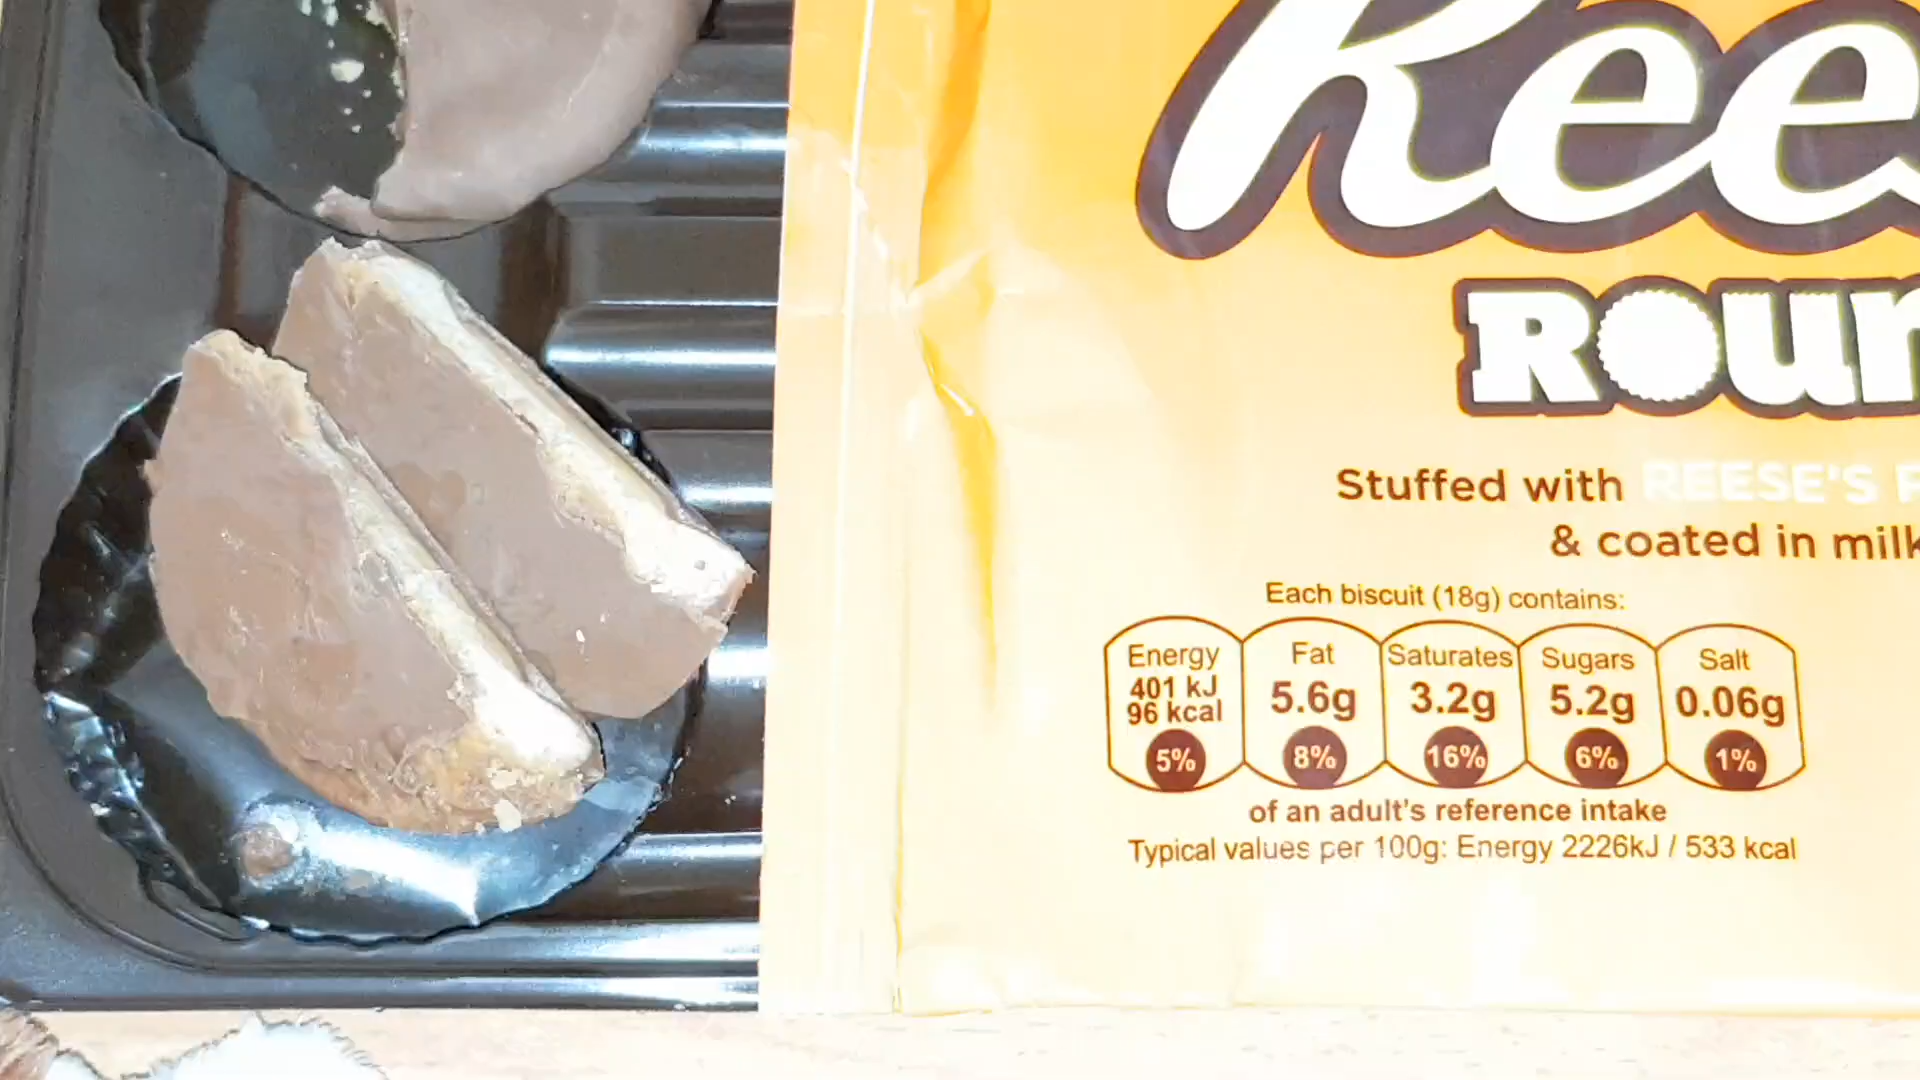 Rees
Roun
Stuffed with REESE'S P
& coated in milk
Each biscuit (18g) contains:
Energy Fat Saturates Sugars Salt
401 kJ
96 kcal 5.6g 3.2g 5.2g 0.06g
5% 8% 16% 6% 1%
of an adult's reference intake
Typical values per 100g: Energy 2226kJ / 533 kcal